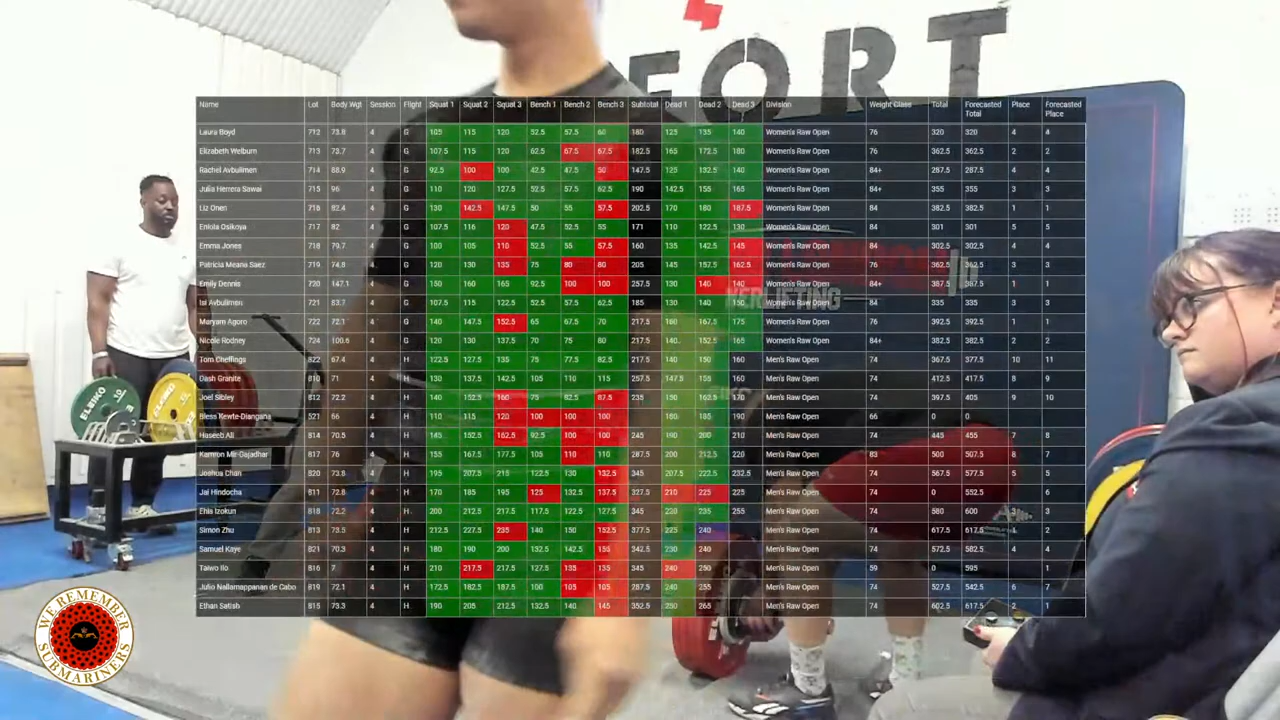 FORT
Name Lot Body Wgt Session Flight Squat 1 Squat 2 Squat 3 Bench 1 Bench 2 Bench 3 Subtotal Dead 1 Dead 2 Dead 3 Division Weight Class Total Forecasted Total Place Forecasted Place
Laura Boyd 712 73.8 4 G 105 115 120 52.5 57.5 60 180 125 135 140 Women's Raw Open 76 320 320 4 4
Elizabeth Welburn 713 73.7 4 G 107.5 115 120 62.5 67.5 67.5 182.5 165 172.5 180 Women's Raw Open 76 362.5 362.5 2 2
Rachel Avbulimen 714 88.9 4 G 92.5 100 100 42.5 47.5 50 147.5 125 132.5 140 Women's Raw Open 84+ 287.5 287.5 4 4
Julia Herrera Sawai 715 96 4 G 110 120 127.5 52.5 57.5 62.5 190 142.5 155 165 Women's Raw Open 84+ 355 355 3 3
Liz Onen 716 82.4 4 G 130 142.5 147.5 50 55 57.5 202.5 170 180 187.5 Women's Raw Open 84 382.5 382.5 1 1
Eniola Osikoya 717 82 4 G 107.5 116 120 47.5 52.5 55 171 110 122.5 130 Women's Raw Open 84 301 301 5 5
Emma Jones 718 79.7 4 G 100 105 110 52.5 55 57.5 160 135 142.5 145 Women's Raw Open 84 302.5 302.5 4 4
Patricia Meana Saez 719 74.8 4 G 120 130 135 75 80 80 205 145 157.5 162.5 Women's Raw Open 76 362.5 362.5 3 3
Emily Dennis 720 147.1 4 G 150 160 165 92.5 100 100 257.5 130 140 140 Women's Raw Open 84+ 387.5 387.5 1 1
Isi Avbulimen 721 83.7 4 G 107.5 115 122.5 52.5 57.5 62.5 185 130 140 150 Women's Raw Open 84 335 335 3 3
Maryam Agoro 722 72.1 4 G 140 147.5 152.5 65 67.5 70 217.5 160 167.5 175 Women's Raw Open 76 392.5 392.5 1 1
Nicole Rodney 724 100.6 4 G 120 130 137.5 70 75 80 217.5 140 152.5 165 Women's Raw Open 84+ 382.5 382.5 2 2
Tom Cheffings 822 67.4 4 H 122.5 127.5 135 75 77.5 82.5 217.5 140 150 160 Men's Raw Open 74 367.5 377.5 10 11
Dash Granite 810 71 4 H 130 137.5 142.5 105 110 115 257.5 147.5 155 160 Men's Raw Open 74 412.5 417.5 8 9
Joel Sibley 812 72.2 4 H 140 152.5 160 75 82.5 87.5 235 150 162.5 170 Men's Raw Open 74 397.5 405 9 10
Bless Kewte-Diangana 521 66 4 H 110 115 120 100 100 100 160 185 190 Men's Raw Open 66 0 0
Haseeb Ali 814 70.5 4 H 145 152.5 162.5 92.5 100 100 245 190 200 210 Men's Raw Open 74 445 455 7 8
Kamron Mir-Gajadhar 817 76 4 H 155 167.5 177.5 105 110 110 287.5 200 212.5 220 Men's Raw Open 83 500 507.5 8 7
Joshua Chan 820 73.8 4 H 195 207.5 215 122.5 130 132.5 345 207.5 222.5 232.5 Men's Raw Open 74 567.5 577.5 5 5
Jai Hindocha 811 72.8 4 H 170 185 195 125 132.5 137.5 327.5 210 225 225 Men's Raw Open 74 0 552.5 6
Ehis Izokun 818 72.2 4 H 200 212.5 217.5 117.5 122.5 127.5 345 220 235 255 Men's Raw Open 74 580 600 3 3
Simon Zhu 813 73.5 4 H 212.5 227.5 235 140 150 152.5 377.5 225 240 Men's Raw Open 74 617.5 617.5 1 2
Samuel Kaye 821 70.3 4 H 180 190 200 132.5 142.5 155 342.5 230 240 Men's Raw Open 74 572.5 582.5 4 4
Taiwo Ilo 816 7 4 H 210 217.5 217.5 127.5 135 135 345 240 250 Men's Raw Open 59 0 595 1
Julio Nallamappanan de Cabo 819 72.1 4 H 172.5 182.5 187.5 100 105 105 287.5 240 255 Men's Raw Open 74 527.5 542.5 6 7
Ethan Satish 815 73.3 4 H 190 205 212.5 132.5 140 145 352.5 250 265 Men's Raw Open 74 602.5 617.5 2 1
ELEIKO
WE REMEMBER
SUBMARINERS